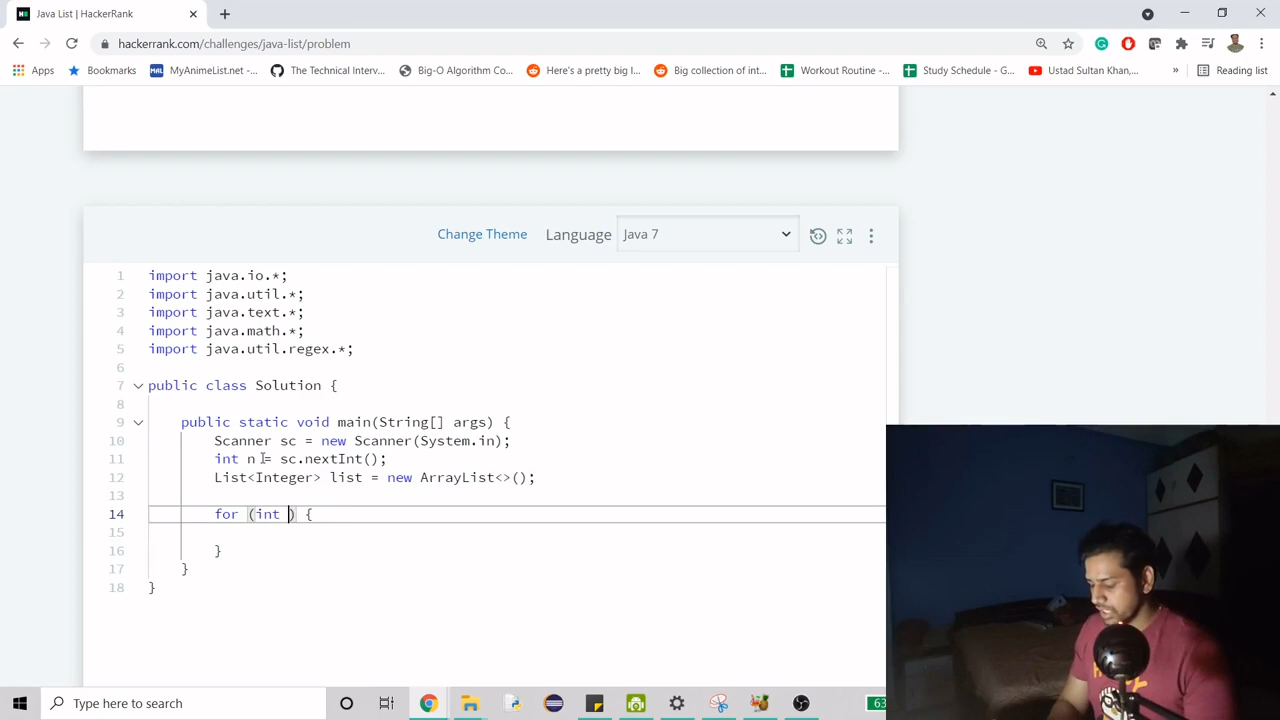 Java List | HackerRank
hackerrank.com/challenges/java-list/problem
Apps Bookmarks MyAnimeList.net -... The Technical Interv... Big-O Algorithm Co... Here's a pretty big l... Big collection of int... Workout Routine -... Study Schedule - G... Ustad Sultan Khan,... » Reading list
Change Theme Language Java 7
1 import java.io.*;
2 import java.util.*;
3 import java.text.*;
4 import java.math.*;
5 import java.util.regex.*;
6
7 public class Solution {
8
9 public static void main(String[] args) {
10 Scanner sc = new Scanner(System.in);
11 int n = sc.nextInt();
12 List<Integer> list = new ArrayList<>();
13
14 for (int ) {
15
16 }
17 }
18 }
Type here to search
63